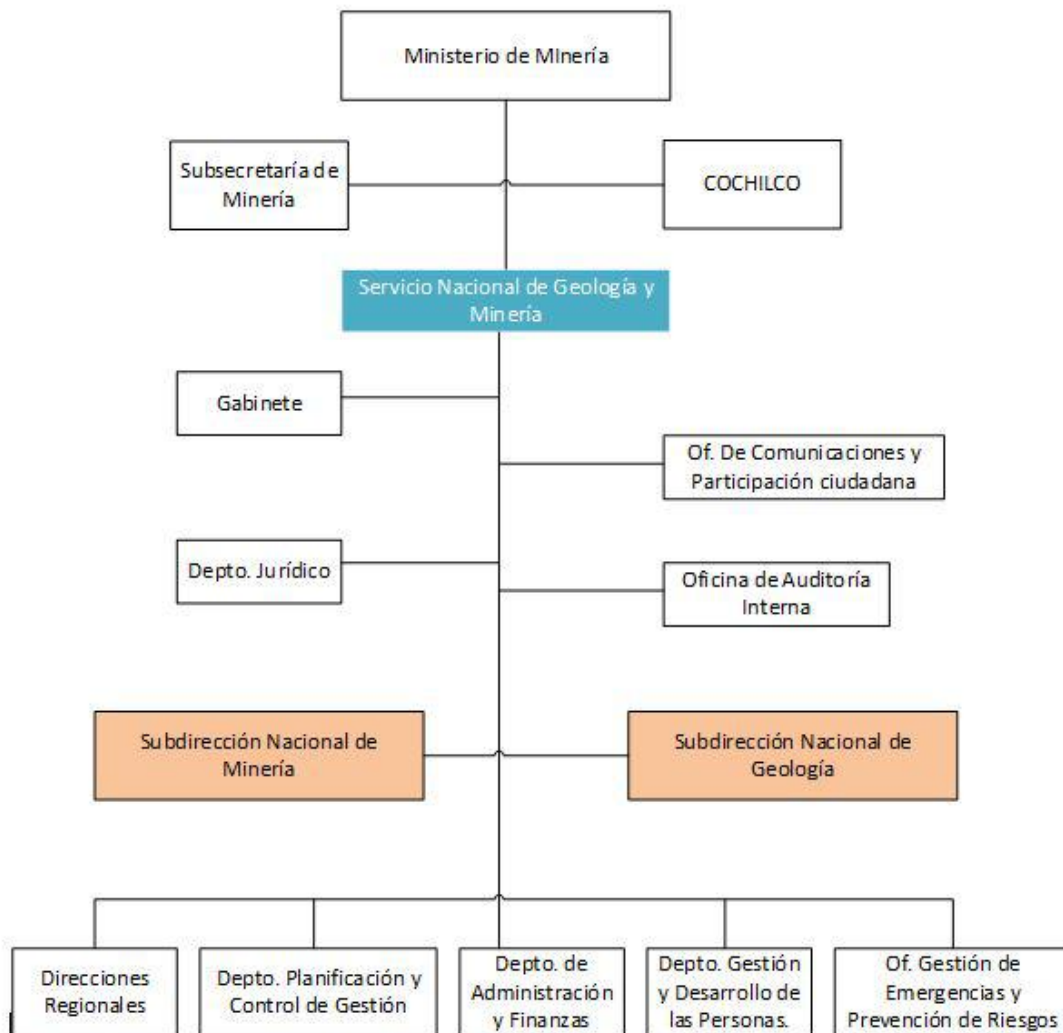 Ministerio de MInería
Subsecretaría de
Minería
COCHILCO
Servicio Nacional de Geología y
Minería
Gabinete
Of. De Comunicaciones y
Participación ciudadana
Depto. Jurídico
Oficina de Auditoría
Interna
Subdirección Nacional de
Minería
Subdirección Nacional de
Geología
Direcciones
Regionales
Depto. Planificación y
Control de Gestión
Depto. de
Administración
y Finanzas
Depto. Gestión
y Desarrollo de
las Personas.
Of. Gestión de
Emergencias y
Prevención de Riesgos